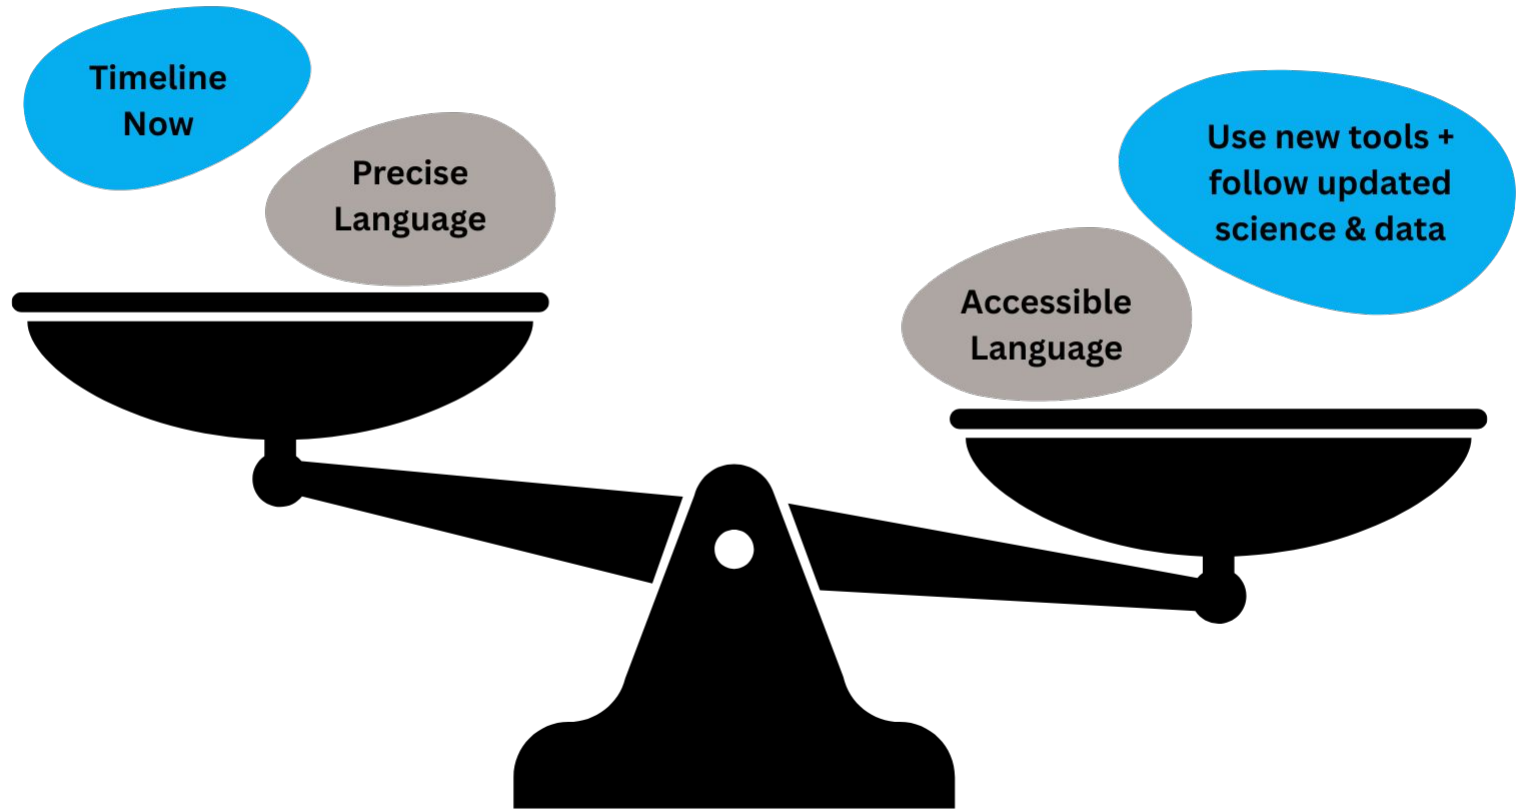 Timeline
Now
Precise
Language
Accessible
Language
Use new tools +
follow updated
science & data